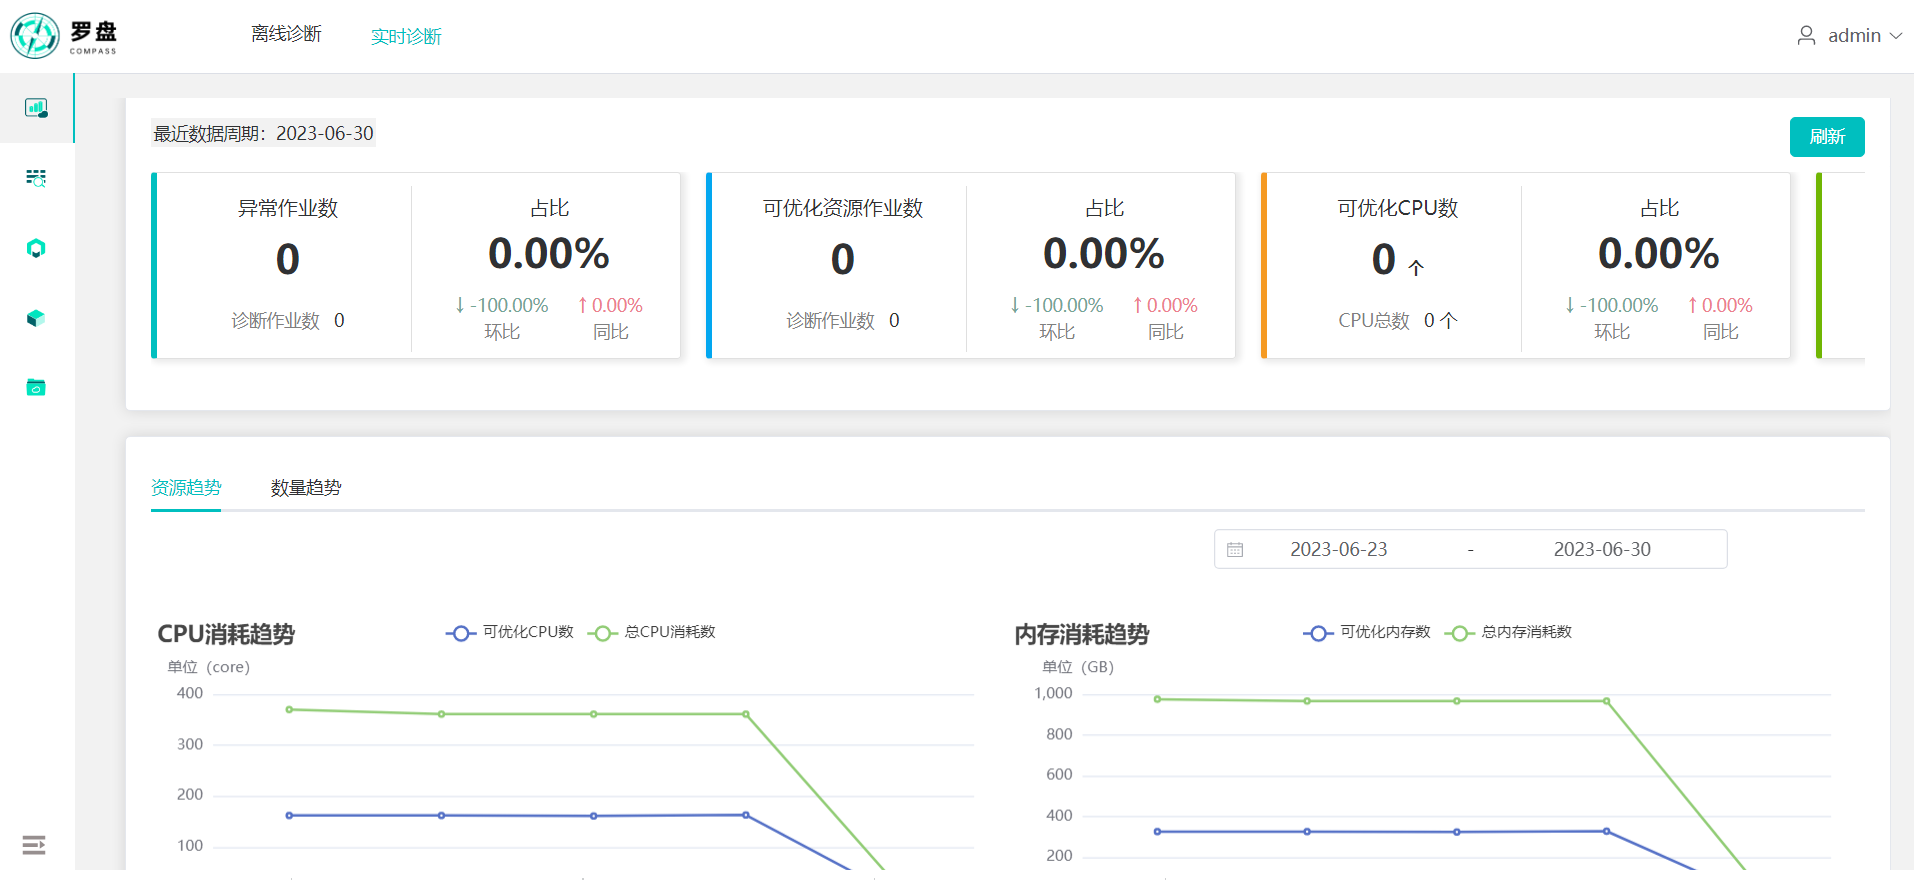 罗盘
COMPASS
离线诊断
实时诊断
admin
最近数据周期：2023-06-30
刷新
异常作业数
0
诊断作业数 0
占比
0.00%
↓ -100.00% ↑ 0.00%
环比 同比
可优化资源作业数
0
诊断作业数 0
占比
0.00%
↓ -100.00% ↑ 0.00%
环比 同比
可优化CPU数
0 个
CPU总数 0 个
占比
0.00%
↓ -100.00% ↑ 0.00%
环比 同比
资源趋势 数量趋势
2023-06-23 - 2023-06-30
CPU消耗趋势
可优化CPU数 总CPU消耗数
单位（core）
400
300
200
100
内存消耗趋势
可优化内存数 总内存消耗数
单位（GB）
1,000
800
600
400
200